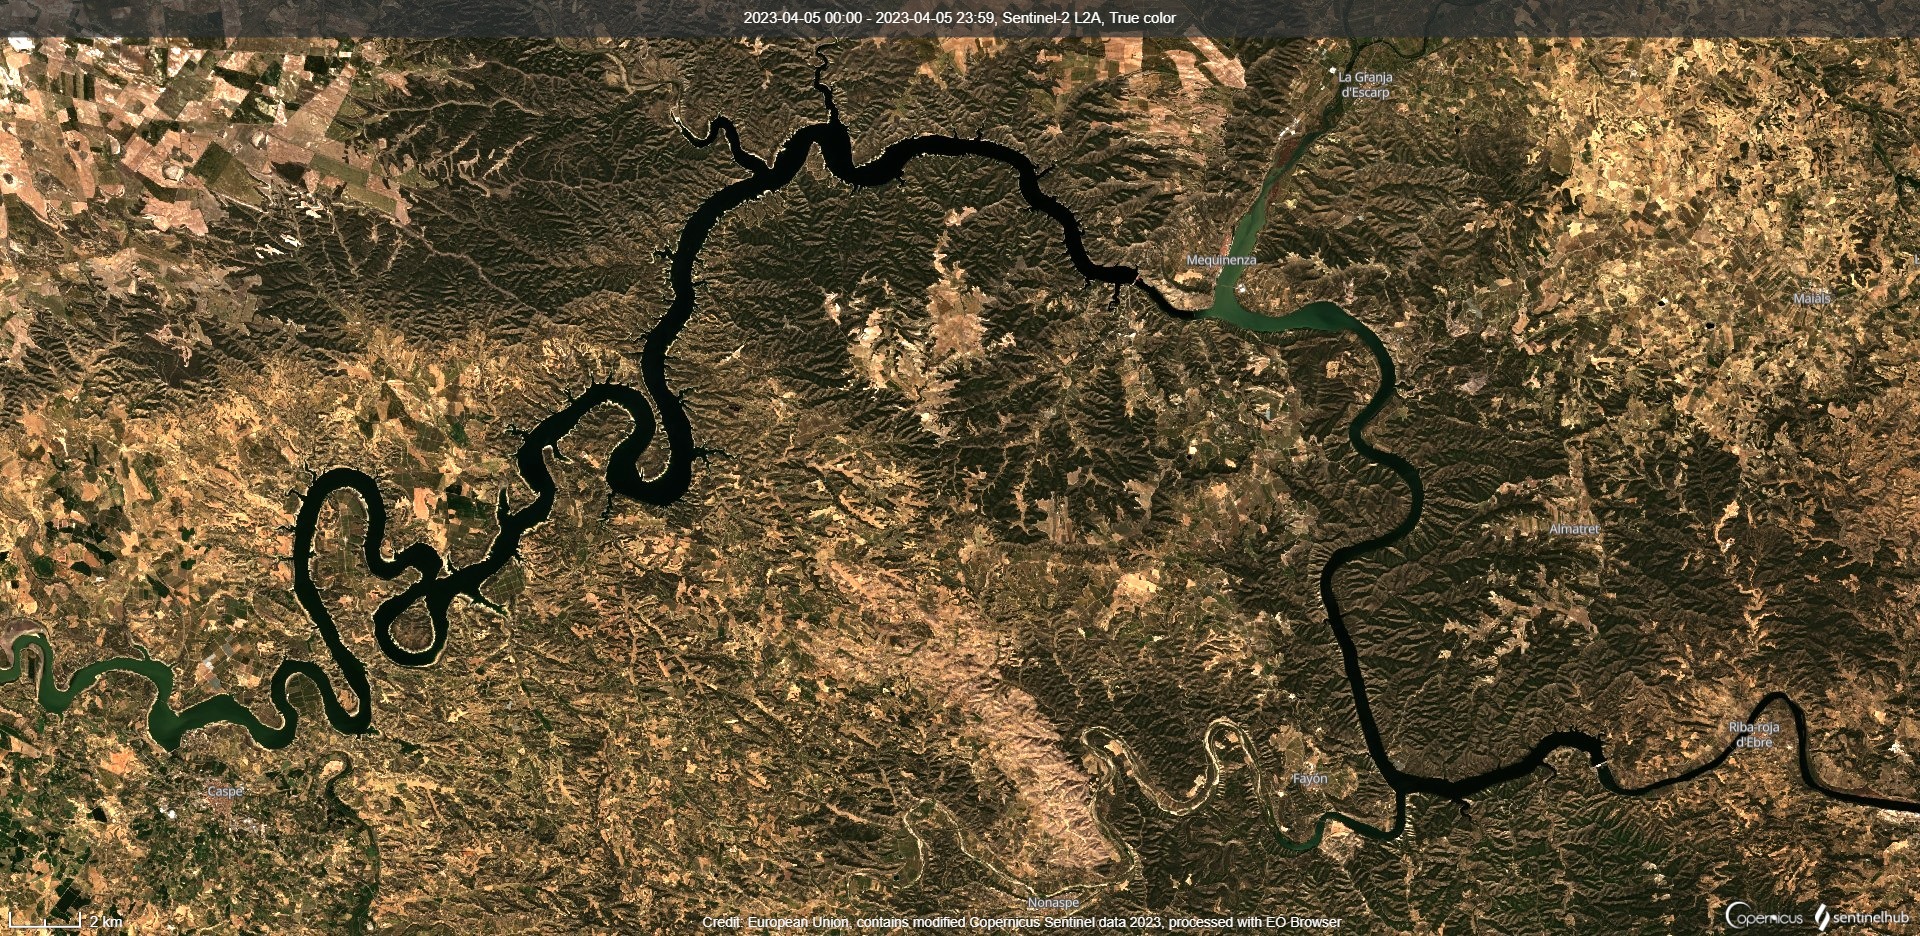 2023-04-05 00:00 - 2023-04-05 23:59, Sentinel-2 L2A, True color
La Granja
d'Escarp
Mequinenza
Maials
Almatret
Riba-roja
d'Ebre
Fayón
Caspe
Nonaspe
2 km
Credit: European Union, contains modified Copernicus Sentinel data 2023, processed with EO Browser
Copernicus
sentinelhub